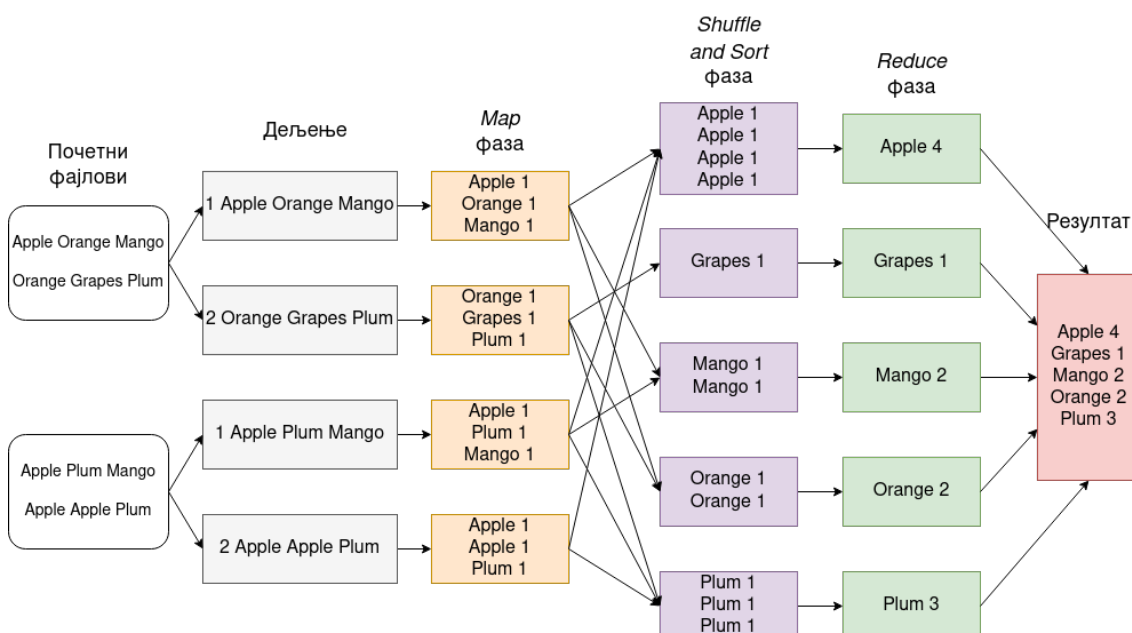 Почетни
фајлови
Apple Orange Mango
Orange Grapes Plum
Apple Plum Mango
Apple Apple Plum
Дељење
1 Apple Orange Mango
2 Orange Grapes Plum
1 Apple Plum Mango
2 Apple Apple Plum
Map
фаза
Apple 1
Orange 1
Mango 1
Orange 1
Grapes 1
Plum 1
Apple 1
Plum 1
Mango 1
Apple 1
Apple 1
Plum 1
Shuffle
and Sort
фаза
Apple 1
Apple 1
Apple 1
Apple 1
Grapes 1
Mango 1
Mango 1
Orange 1
Orange 1
Plum 1
Plum 1
Plum 1
Reduce
фаза
Apple 4
Grapes 1
Mango 2
Orange 2
Plum 3
Резултат
Apple 4
Grapes 1
Mango 2
Orange 2
Plum 3